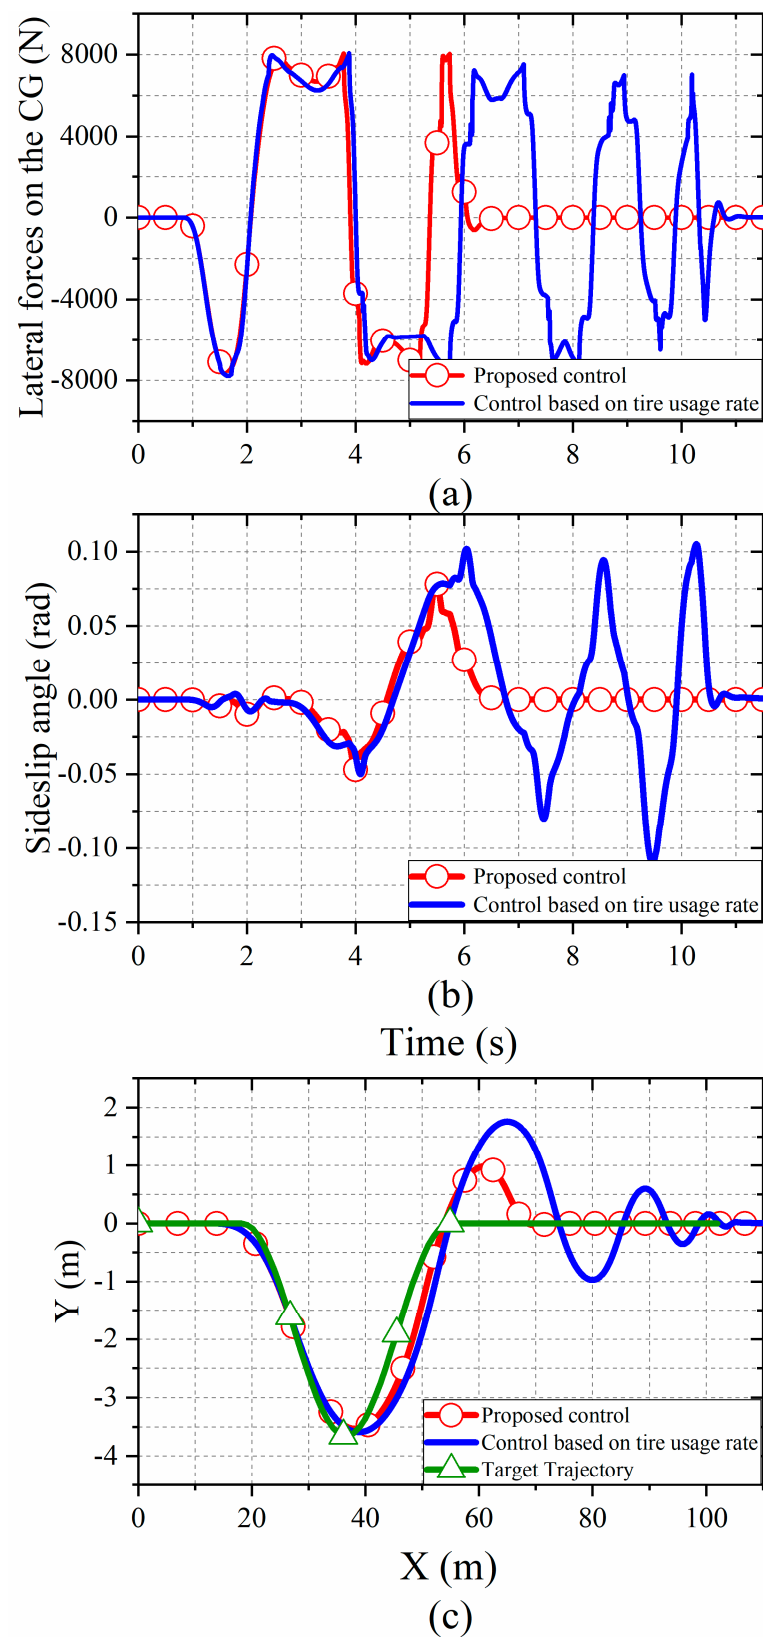 Lateral forces on the CG (N)
8000
4000
0
-4000
-8000
Proposed control
Control based on tire usage rate
0 2 4 6 8 10
(a)
Sideslip angle (rad)
0.10
0.05
0.00
-0.05
-0.10
-0.15
Proposed control
Control based on tire usage rate
0 2 4 6 8 10
(b)
Time (s)
Y (m)
2
1
0
-1
-2
-3
-4
Proposed control
Control based on tire usage rate
Target Trajectory
0 20 40 60 80 100
X (m)
(c)